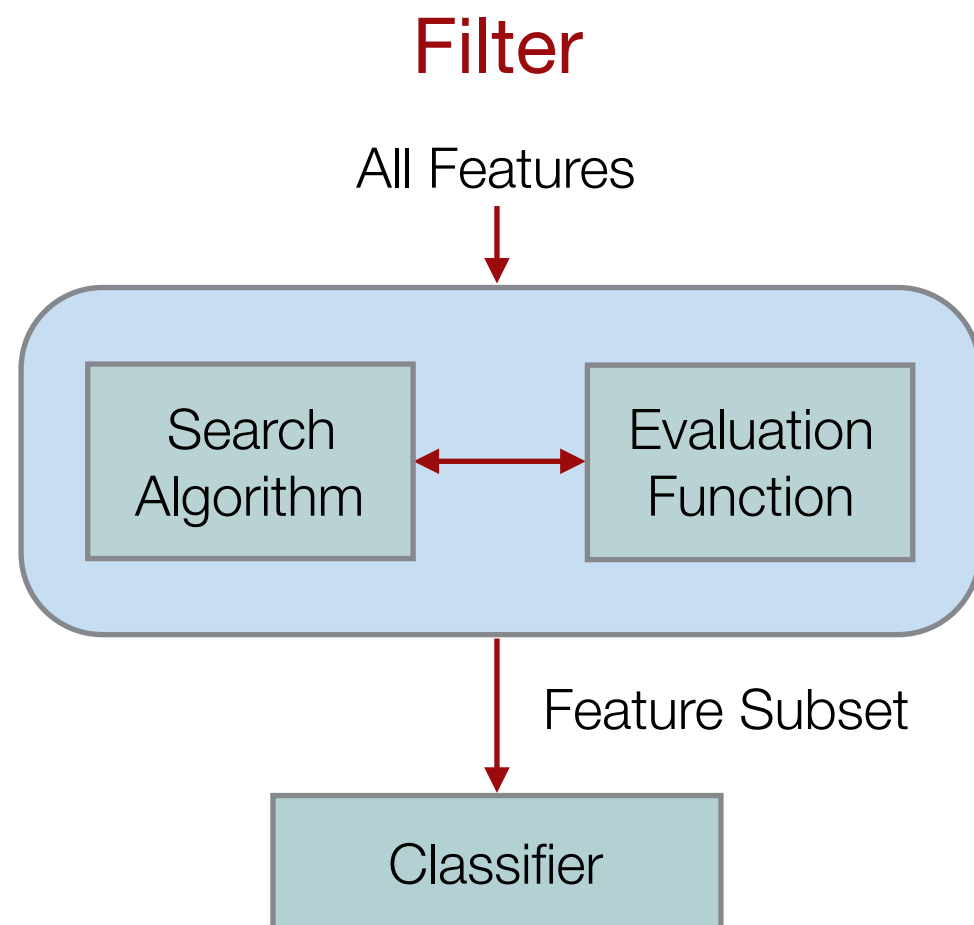 Filter
All Features
Search
Algorithm
Evaluation
Function
Feature Subset
Classifier